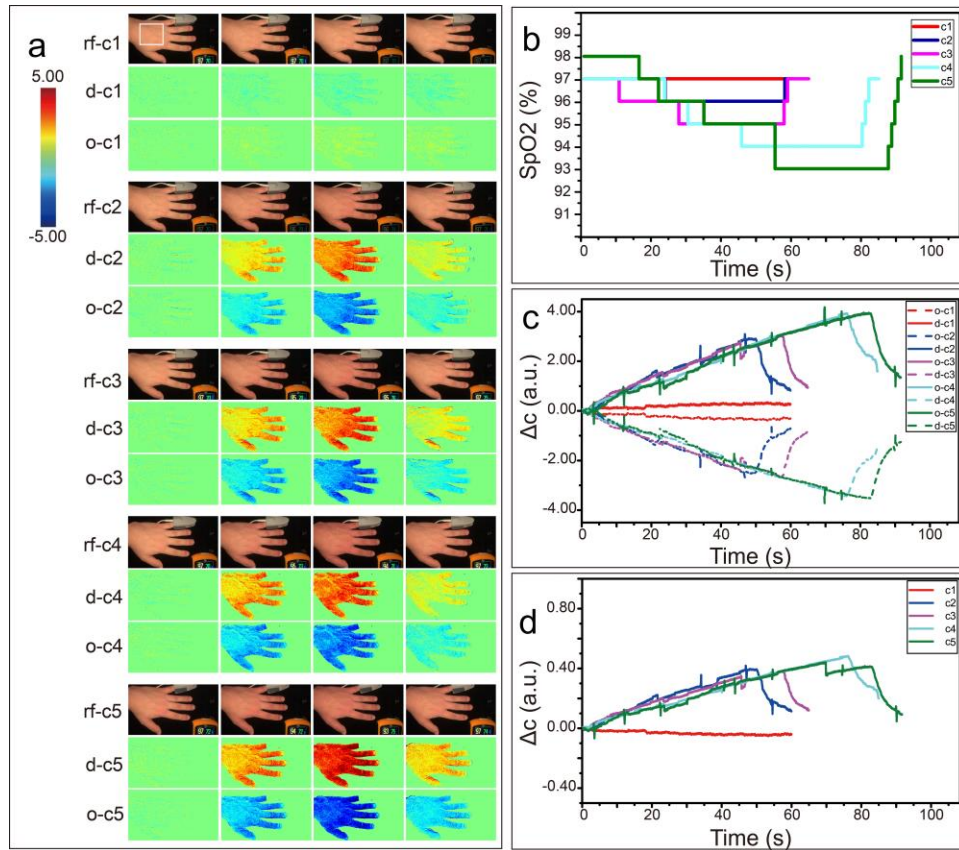 a
5.00
-5.00
rf-c1
d-c1
o-c1
rf-c2
d-c2
o-c2
rf-c3
d-c3
o-c3
rf-c4
d-c4
o-c4
rf-c5
d-c5
o-c5
b
SpO2 (%)
99
98
97
96
95
94
93
92
91
0 20 40 60 80 100
Time (s)
c1
c2
c3
c4
c5
c
Δc (a.u.)
4.00
2.00
0.00
-2.00
-4.00
0 20 40 60 80 100
Time (s)
o-c1
d-c1
o-c2
d-c2
o-c3
d-c3
o-c4
d-c4
o-c5
d-c5
d
Δc (a.u.)
0.80
0.40
0.00
-0.40
0 20 40 60 80 100
Time (s)
c1
c2
c3
c4
c5